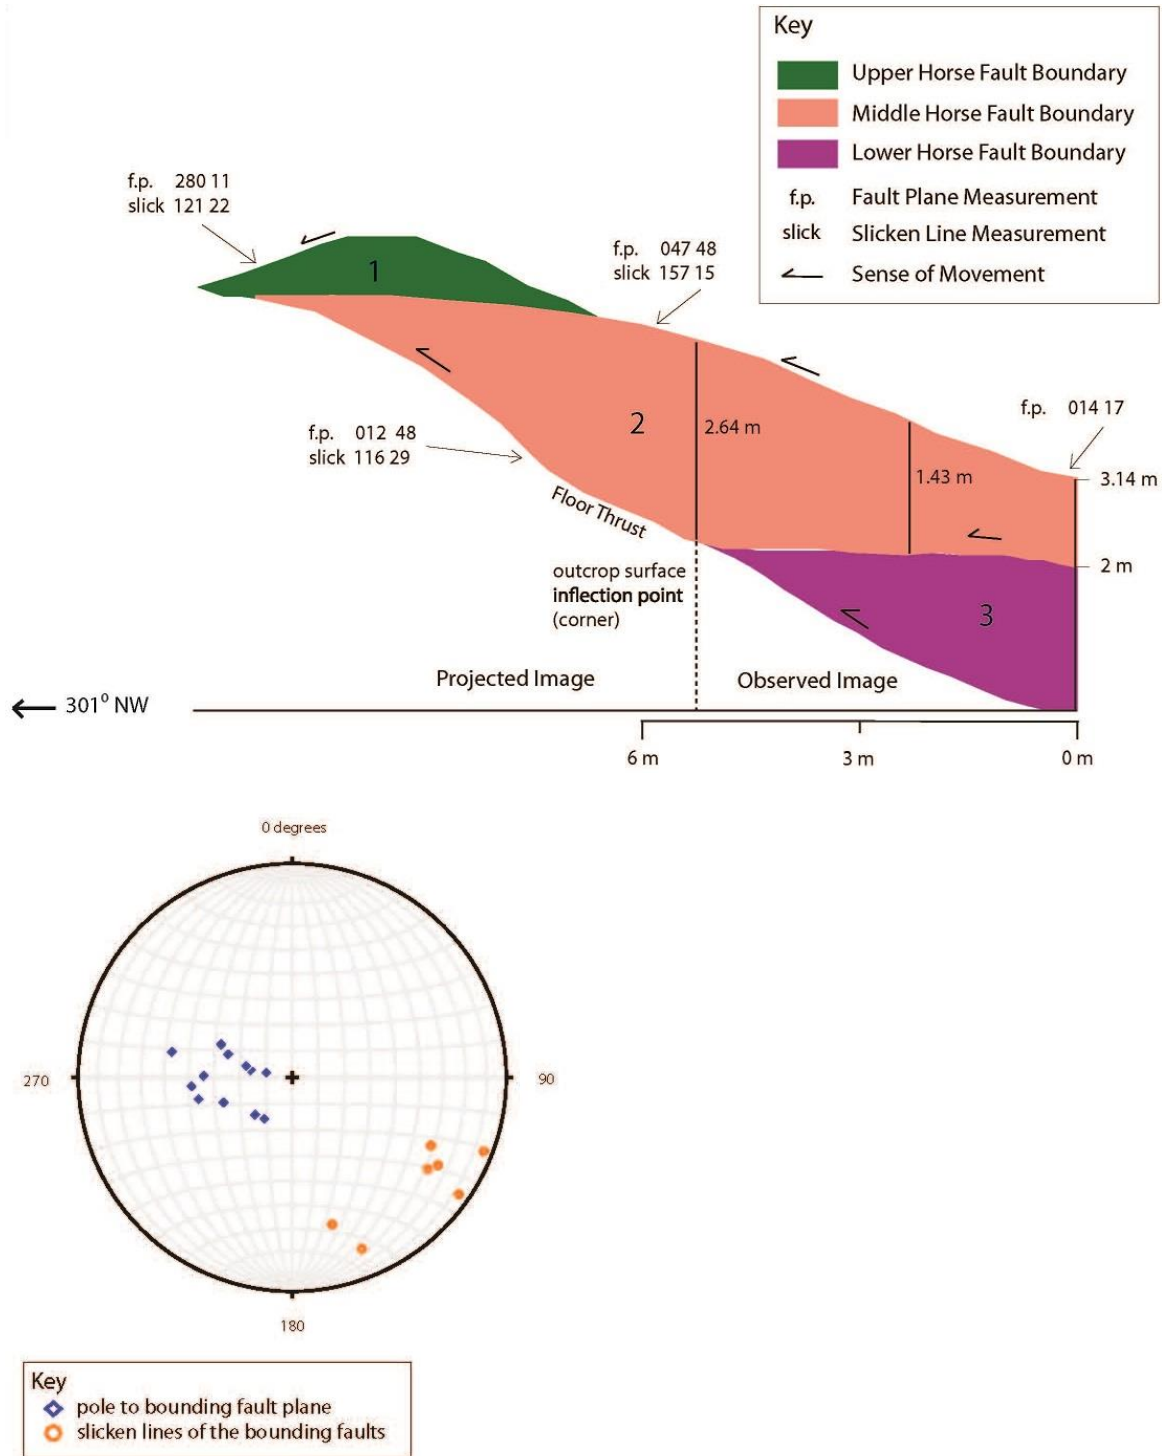 Key
Upper Horse Fault Boundary
Middle Horse Fault Boundary
Lower Horse Fault Boundary
f.p. Fault Plane Measurement
slick Slicken Line Measurement
Sense of Movement
f.p. 280 11
slick 121 22
f.p. 047 48
slick 157 15
1
f.p. 014 17
2
2.64 m
f.p. 012 48
slick 116 29
1.43 m
3.14 m
Floor Thrust
2 m
outcrop surface
inflection point
(corner)
3
Projected Image
Observed Image
301⁰ NW
6 m
3 m
0 m
0 degrees
270
90
180
Key
pole to bounding fault plane
slicken lines of the bounding faults